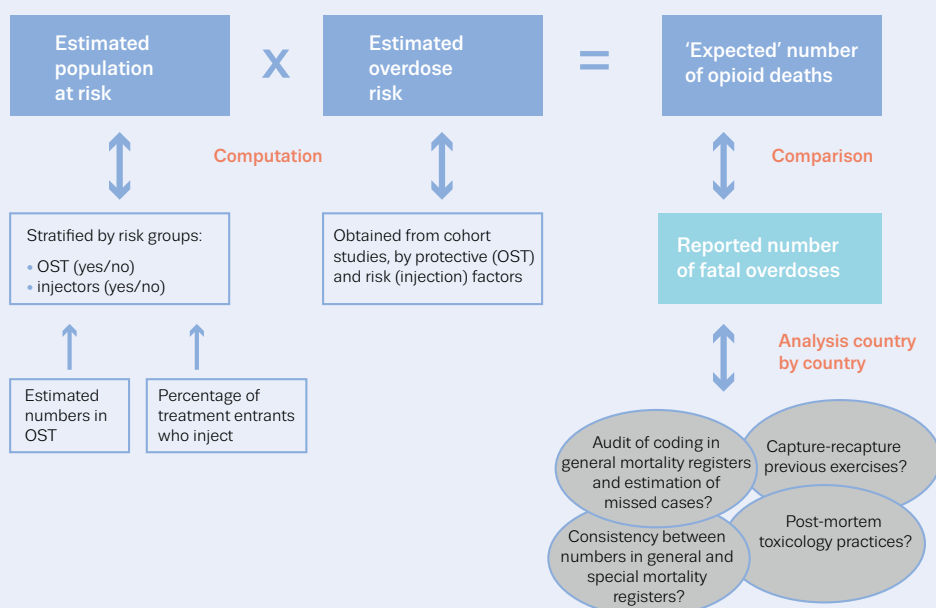 Estimated
population
at risk
x
Estimated
overdose
risk
=
‘Expected’ number
of opioid deaths
Computation
Comparison
Stratified by risk groups:
• OST (yes/no)
• injectors (yes/no)
Obtained from cohort
studies, by protective (OST)
and risk (injection) factors
Reported number
of fatal overdoses
Analysis country
by country
Estimated
numbers in
OST
Percentage of
treatment entrants
who inject
Audit of coding in
general mortality registers
and estimation of
missed cases?
Capture-recapture
previous exercises?
Consistency between
numbers in general and
special mortality
registers?
Post-mortem
toxicology practices?